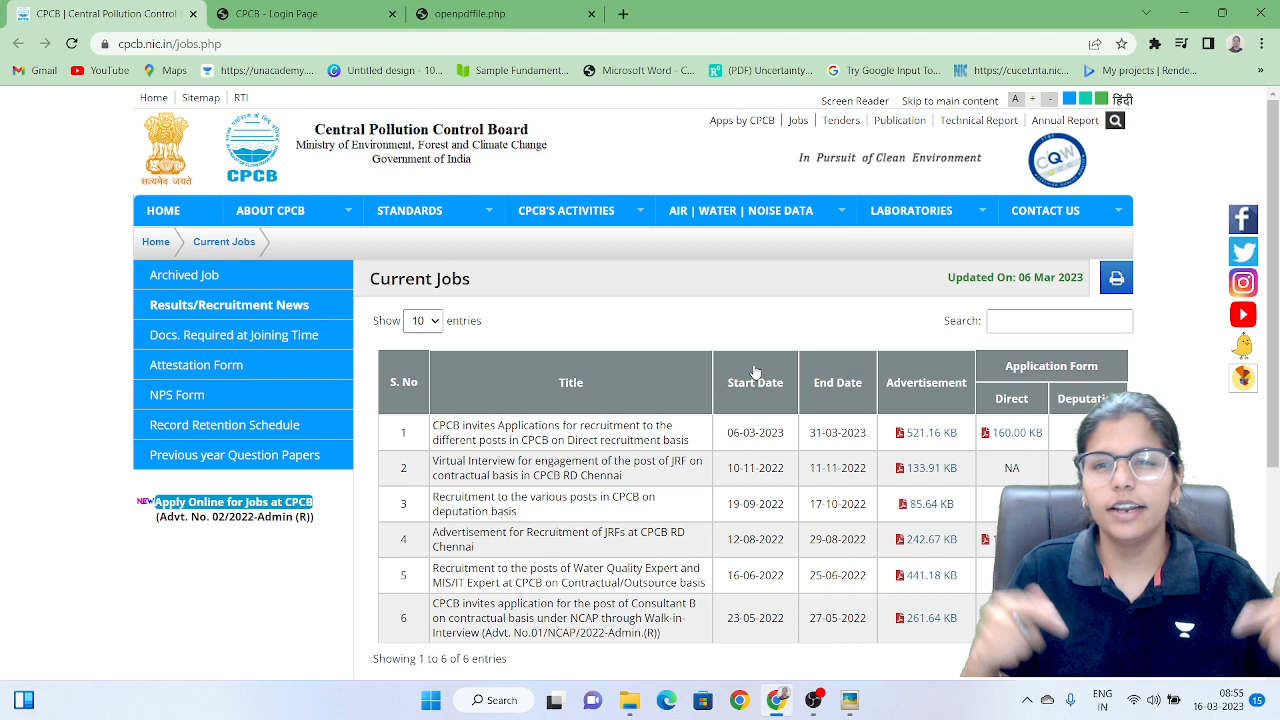 CPCB | Central Pollution Control
CPCB - Admin Page
openpdffile.php
cpcb.nic.in/jobs.php
Gmail
YouTube
Maps
https://unacademy...
Untitled design - 10...
Sample Fundament...
Microsoft Word - C...
(PDF) Uncertainty...
Try Google To Insi...
https://cucetcu.nic...
My projects | Rende...
»
Home
Sitemap
RTI
Screen Reader
Skip to main content
A
+
-
हिंदी
सत्यमेव जयते
CPCB
Central Pollution Control Board
Ministry of Environment, Forest and Climate Change
Government of India
Apps by CPCB | Jobs | Tenders | Publication | Technical Report | Annual Report
In Pursuit of Clean Environment
CQW
HOME
ABOUT CPCB
STANDARDS
CPCB'S ACTIVITIES
AIR | WATER | NOISE DATA
LABORATORIES
CONTACT US
Home
Current Jobs
Archived Job
Results/Recruitment News
Docs. Required at Joining Time
Attestation Form
NPS Form
Record Retention Schedule
Previous year Question Papers
NEW Apply Online for Jobs at CPCB
(Advt. No. 02/2022-Admin (R))
Current Jobs
Updated On: 06 Mar 2023
Show 10 entries
Search:
S. No
Title
Start Date
End Date
Advertisement
Application Form
Direct
Deputati
1
CPCB invites Applications for recruitment to the
different posts in CPCB on Direct recruitment basis
06-03-2023
31-03-2023
521.16 KB
160.00 KB
2
Virtual Interview for engagement of the post of JRF on
contractual basis in CPCB RD Chennai
10-11-2022
11-11-2022
133.91 KB
NA
3
Recruitment to the various posts in CPCB on
deputation basis
19-09-2022
17-10-2022
85.64 KB
4
Advertisement for Recruitment of JRFs at CPCB RD
Chennai
12-08-2022
29-08-2022
242.67 KB
5
Recruitment to the posts of Water Quality Expert and
MIS/IT Expert at CPCB on Contractual/Outsource basis
16-06-2022
25-06-2022
441.18 KB
6
CPCB invites application for the post of Consultant B
on contractual basis under NCAP through Walk-in-
Interview (Advt. No.01/NCAP/2022-Admin.(R))
23-05-2022
27-05-2022
261.64 KB
Showing 1 to 6 of 6 entries
Search
ENG
IN
08:55
16-03-2023
15